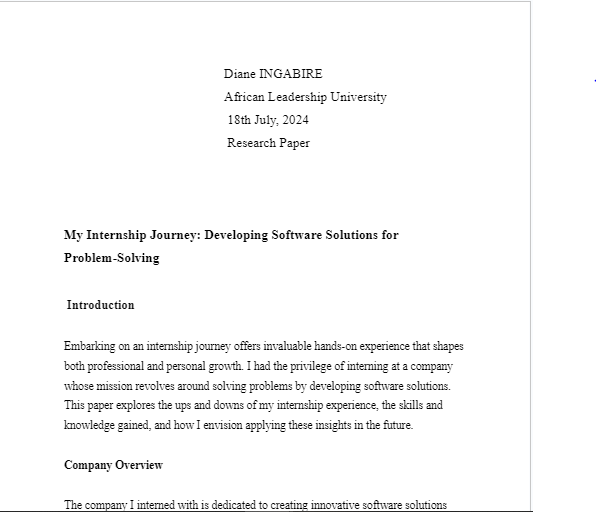 Diane INGABIRE
African Leadership University
18th July, 2024
Research Paper
My Internship Journey: Developing Software Solutions for
Problem-Solving
Introduction
Embarking on an internship journey offers invaluable hands-on experience that shapes
both professional and personal growth. I had the privilege of interning at a company
whose mission revolves around solving problems by developing software solutions.
This paper explores the ups and downs of my internship experience, the skills and
knowledge gained, and how I envision applying these insights in the future.
Company Overview
The company I interned with is dedicated to creating innovative software solutions